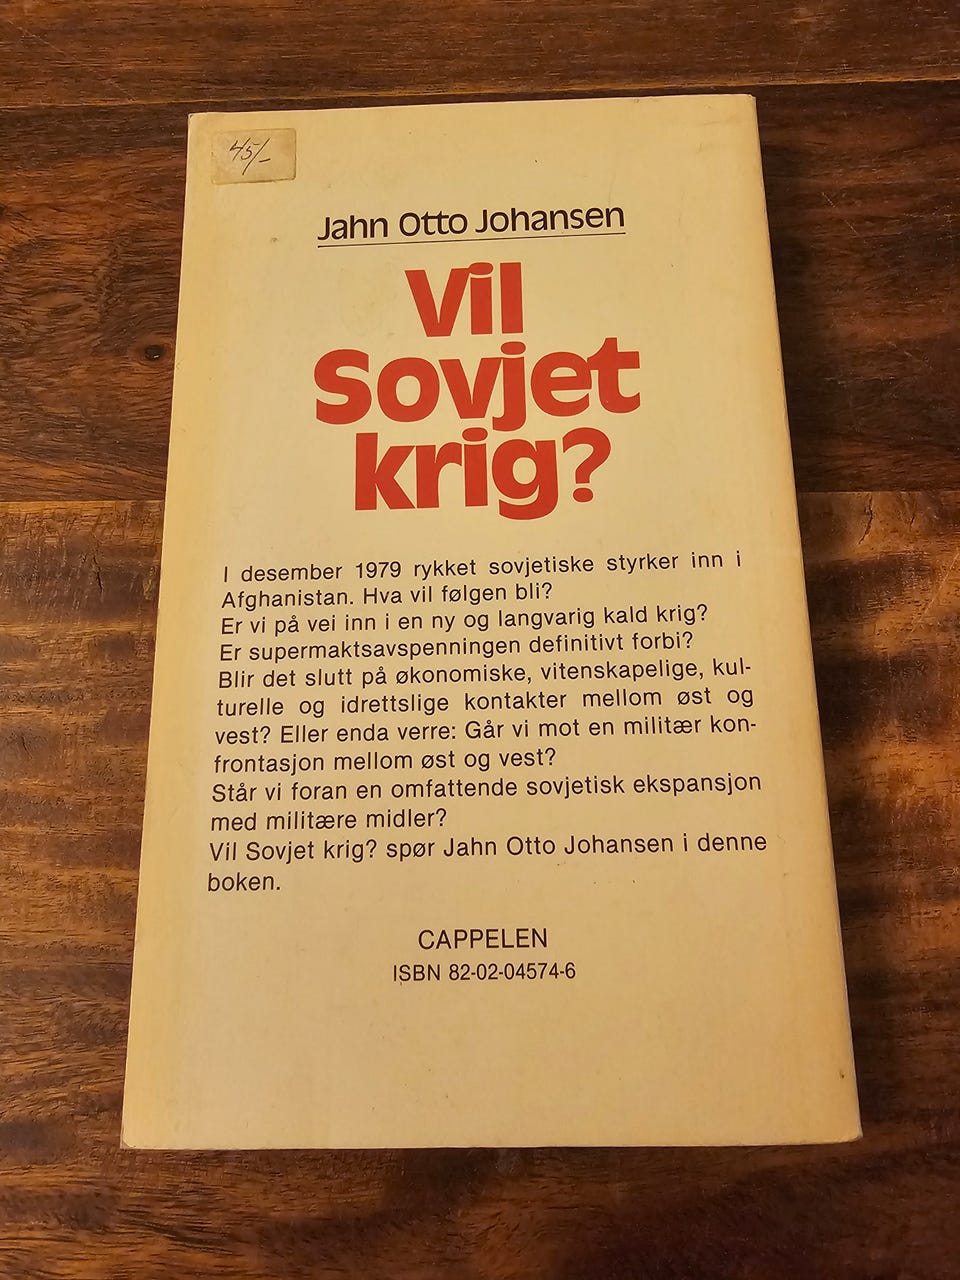 45/-
Jahn Otto Johansen
Vil
Sovjet
krig?
I desember 1979 rykket sovjetiske styrker inn i
Afghanistan. Hva vil følgen bli?
Er vi på vei inn i en ny og langvarig kald krig?
Er supermaktsavspenningen definitivt forbi?
Blir det slutt på økonomiske, vitenskapelige, kul-
turelle og idrettslige kontakter mellom øst og
vest? Eller enda verre: Går vi mot en militær kon-
frontasjon mellom øst og vest?
Står vi foran en omfattende sovjetisk ekspansjon
med militære midler?
Vil Sovjet krig? spør Jahn Otto Johansen i denne
boken.
CAPPELEN
ISBN 82-02-04574-6